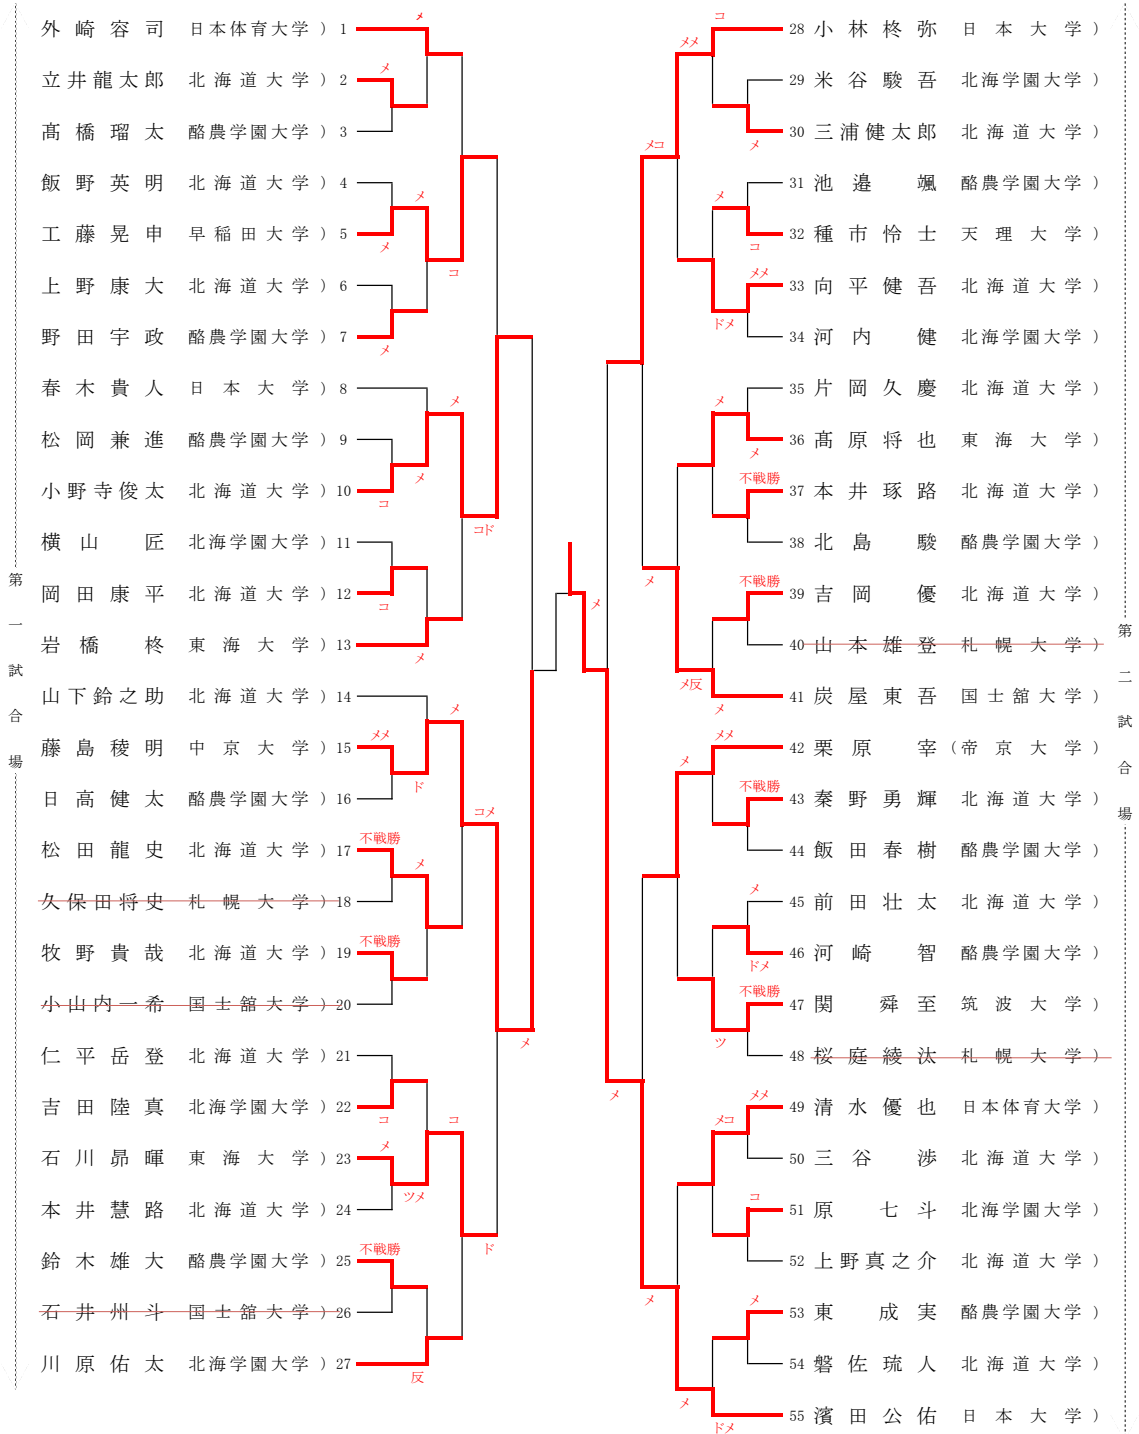 外崎容司 日本体育大学) 1
立井龍太郎 北海道大学) 2
髙橋瑠太 酪農学園大学) 3
飯野英明 北海道大学) 4
工藤晃申 早稲田大学) 5
上野康大 北海道大学) 6
野田宇政 酪農学園大学) 7
春木貴人 日本大学) 8
松岡兼進 酪農学園大学) 9
小野寺俊太 北海道大学) 10
横山匠 北海学園大学) 11
岡田康平 北海道大学) 12
岩橋柊 東海大学) 13
山下鈴之助 北海道大学) 14
藤島稜明 中京大学) 15
日高健太 酪農学園大学) 16
松田龍史 北海道大学) 17
久保田将史 札幌大学) 18
牧野貴哉 北海道大学) 19
小山内一希 国士舘大学) 20
仁平岳登 北海道大学) 21
吉田陸真 北海学園大学) 22
石川昴暉 東海大学) 23
本井慧路 北海道大学) 24
鈴木雄大 酪農学園大学) 25
石井州斗 国士舘大学) 26
川原佑太 北海学園大学) 27
第一試合場
メ
メ
メ
メ
コ
メ
メ
メ
コ
コド
コ
メ
メ
メメ
ド
コメ
不戦勝
メ
不戦勝
メ
コ
コ
メ
ツメ
ド
不戦勝
反
メ
コ
メメ
メ
メコ
メ
コ
メメ
ドメ
メ
メ
不戦勝
メ
不戦勝
メ反
メ
メメ
メ
不戦勝
メ
ドメ
不戦勝
ツ
メ
メメ
メコ
コ
メ
メ
メ
ドメ
28 小林柊弥 日本大学)
29 米谷駿吾 北海学園大学)
30 三浦健太郎 北海道大学)
31 池邉颯 酪農学園大学)
32 種市怜士 天理大学)
33 向平健吾 北海道大学)
34 河内健 北海学園大学)
35 片岡久慶 北海道大学)
36 髙原将也 東海大学)
37 本井琢路 北海道大学)
38 北島駿 酪農学園大学)
39 吉岡優 北海道大学)
40 山本雄登 札幌大学)
41 炭屋東吾 国士舘大学)
42 栗原宰(帝京大学)
43 秦野勇輝 北海道大学)
44 飯田春樹 酪農学園大学)
45 前田壮太 北海道大学)
46 河崎智 酪農学園大学)
47 関舜至 筑波大学)
48 桜庭綾汰 札幌大学)
49 清水優也 日本体育大学)
50 三谷渉 北海道大学)
51 原七斗 北海学園大学)
52 上野真之介 北海道大学)
53 東成実 酪農学園大学)
54 磐佐琉人 北海道大学)
55 濱田公佑 日本大学)
第二試合場